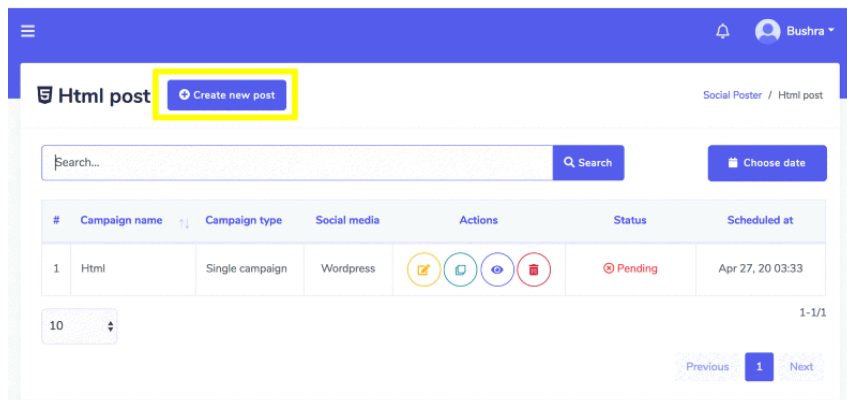 Bushra
Html post Create new post Social Poster / Html post
Search... Search Choose date
# Campaign name Campaign type Social media Actions Status Scheduled at
1 Html Single campaign Wordpress Pending Apr 27, 20 03:33
10 1-1/1
Previous 1 Next